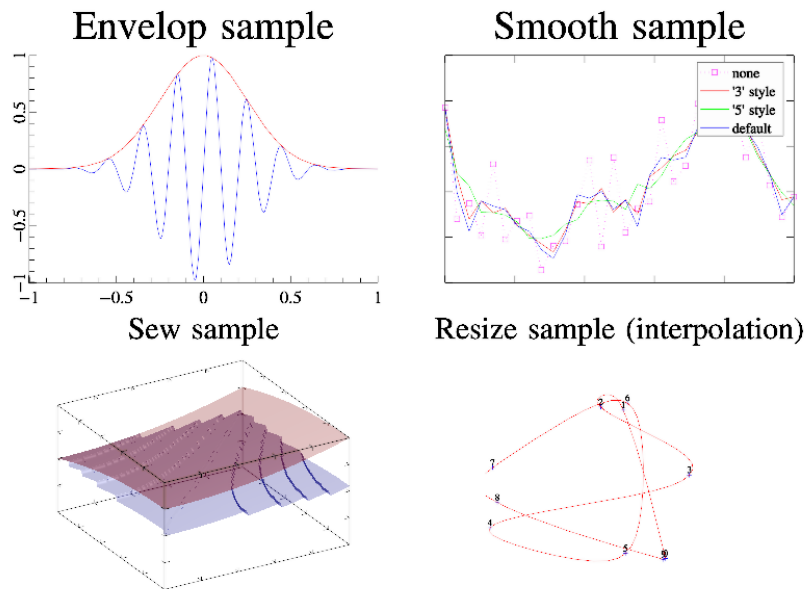 Envelop sample
Smooth sample
1
0.5
0
−0.5
−1
−1
−0.5
0
0.5
1
none
'3' style
'5' style
default
Sew sample
Resize sample (interpolation)
2
6
1
7
3
8
4
5